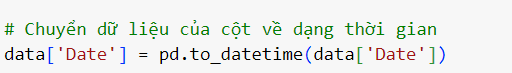 # Chuyển dữ liệu của cột về dạng thời gian
data['Date'] = pd.to_datetime(data['Date'])